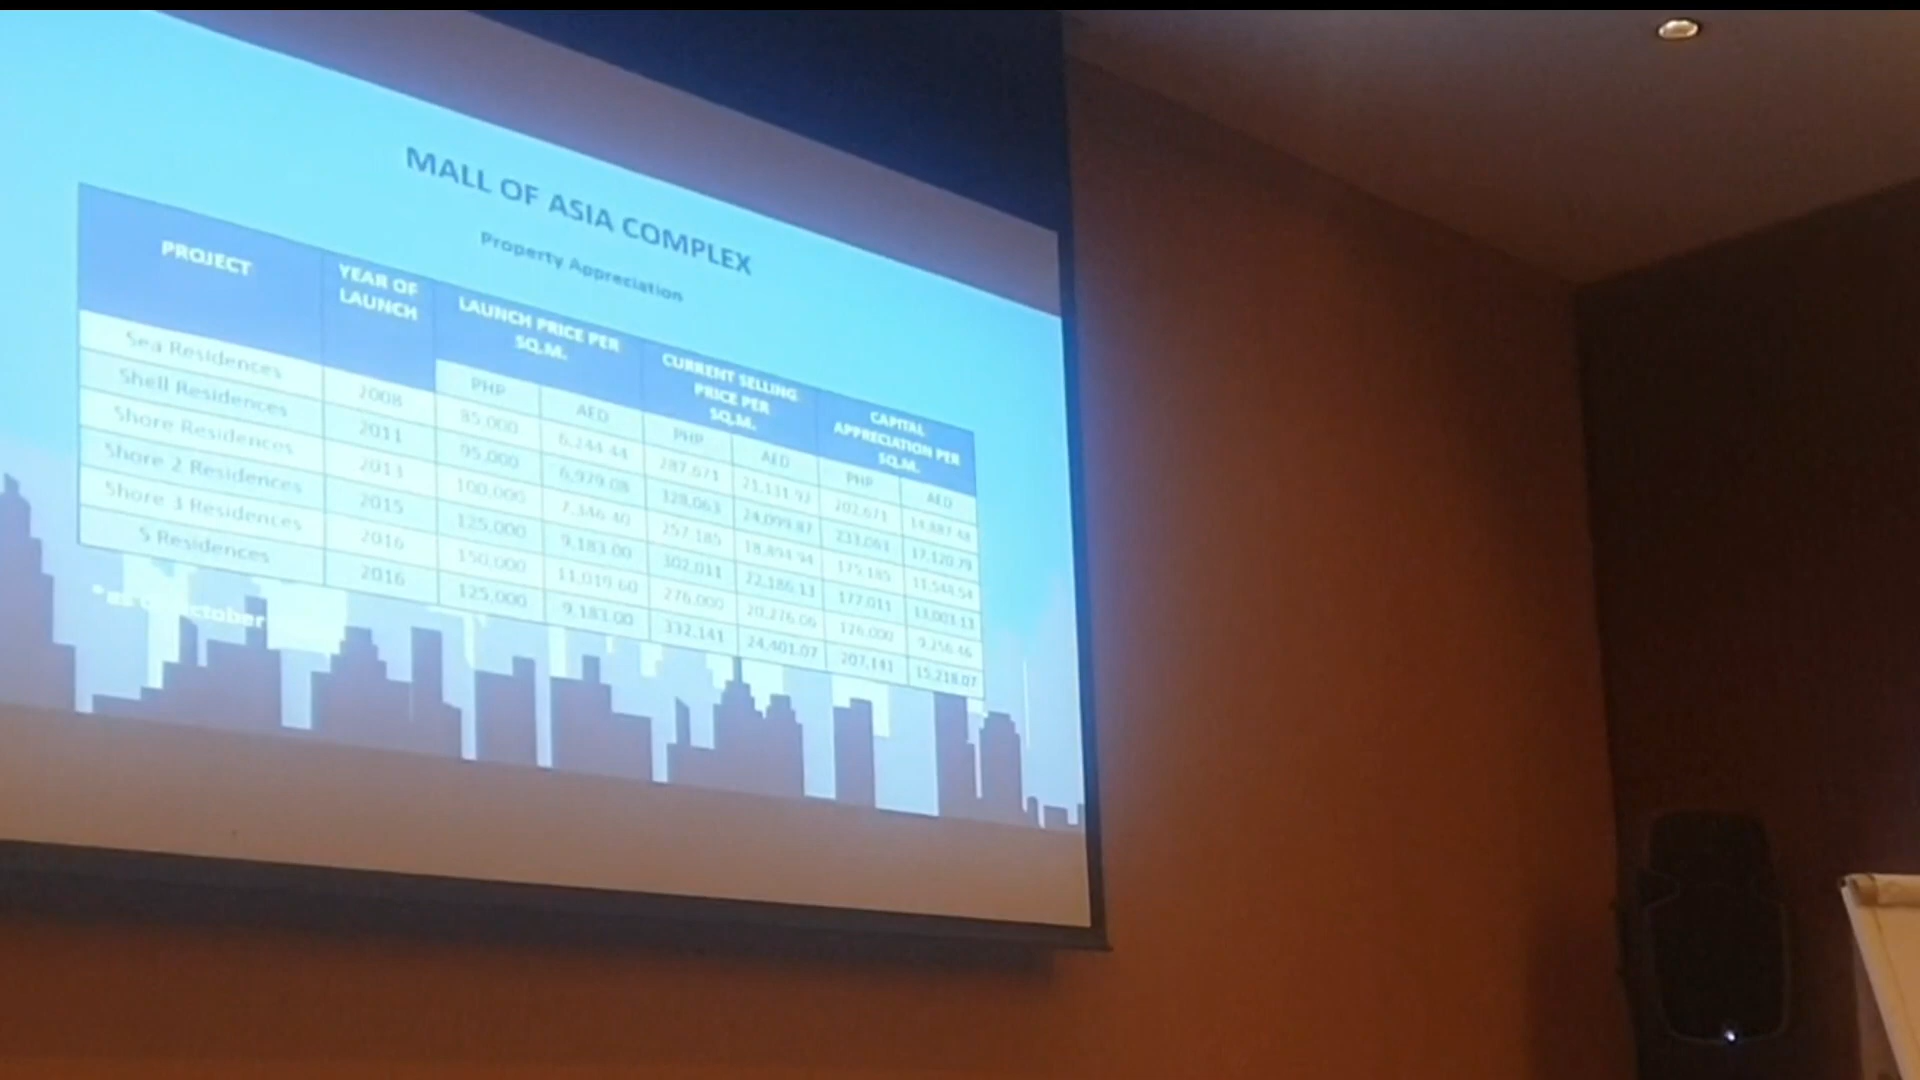 MALL OF ASIA COMPLEX
Property Appreciation
PROJECT YEAR OF LAUNCH LAUNCH PRICE PER SQ.M. CURRENT SELLING PRICE PER SQ.M. CAPITAL APPRECIATION PER SQ.M.
PHP AED PHP AED PHP AED
Sea Residences 2008 85,000 6,244.44 287,671 21,131.92 202,671 14,887.48
Shell Residences 2011 95,000 6,979.08 328,063 24,099.87 233,063 17,120.79
Shore Residences 2013 100,000 7,346.40 257,185 18,894.94 175,185 11,548.54
Shore 2 Residences 2015 125,000 9,183.00 302,011 22,186.13 177,011 13,003.13
Shore 3 Residences 2016 150,000 11,019.60 276,000 20,276.06 126,000 9,256.46
S Residences 2016 125,000 9,183.00 332,141 24,401.07 207,141 15,218.07
*as of October